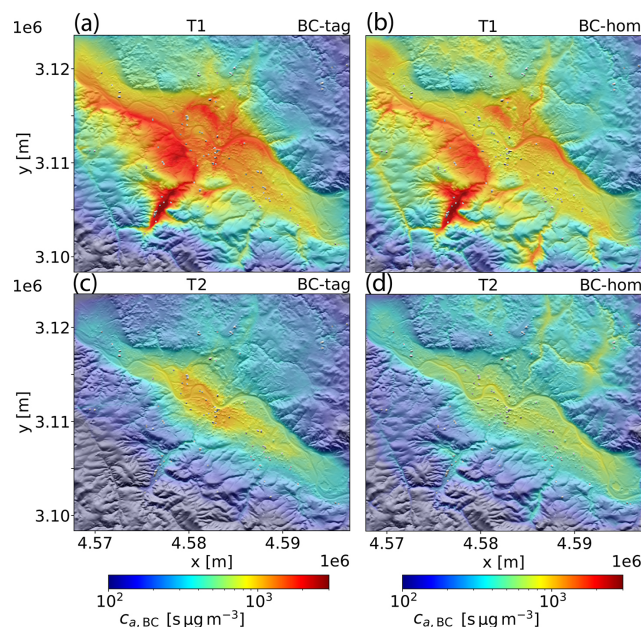 (a) T1 BC-tag (b) T1 BC-hom
1e6
3.12
y [m]
3.11
3.10
(c) T2 BC-tag (d) T2 BC-hom
1e6
3.12
y [m]
3.11
3.10
4.57 4.58 4.59 4.57 4.58 4.59
x [m] 1e6 x [m] 1e6
10² 10³ 10² 10³
cₐ, BC [s μg m⁻³] cₐ, BC [s μg m⁻³]